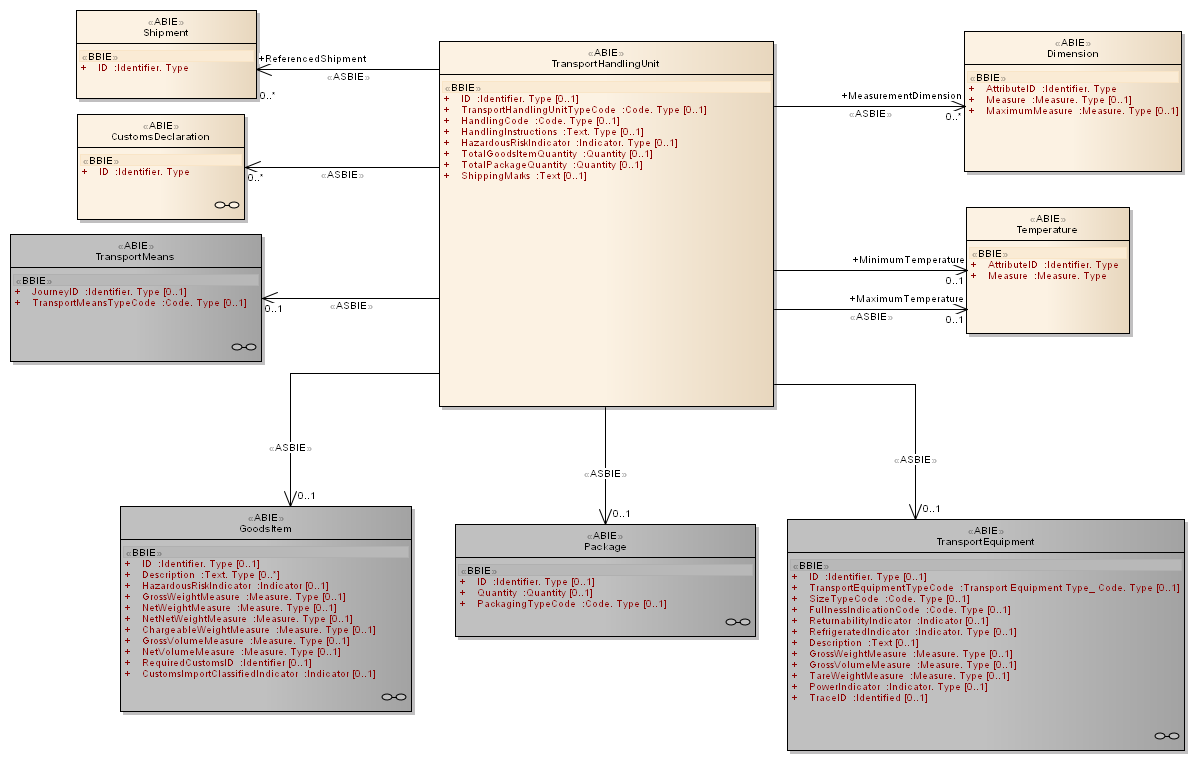 «ABIE»
Shipment
«BBIE»
+ ID :Identifier. Type
+ReferencedShipment
«ASBIE»
0..*
«ABIE»
CustomsDeclaration
«BBIE»
+ ID :Identifier. Type
0..*
«ASBIE»
«ABIE»
TransportMeans
«BBIE»
+ JourneyID :Identifier. Type [0..1]
+ TransportMeansTypeCode :Code. Type [0..1]
0..1
«ASBIE»
«ABIE»
TransportHandlingUnit
«BBIE»
+ ID :Identifier. Type [0..1]
+ TransportHandlingUnitTypeCode :Code. Type [0..1]
+ HandlingCode :Code. Type [0..1]
+ HandlingInstructions :Text. Type [0..1]
+ HazardousRiskIndicator :Indicator. Type [0..1]
+ TotalGoodsItemQuantity :Quantity [0..1]
+ TotalPackageQuantity :Quantity [0..1]
+ ShippingMarks :Text [0..1]
+MeasurementDimension
«ASBIE»
0..*
«ABIE»
Dimension
«BBIE»
+ AttributeID :Identifier. Type
+ Measure :Measure. Type [0..1]
+ MaximumMeasure :Measure. Type [0..1]
+MinimumTemperature
0..1
+MaximumTemperature
«ASBIE»
0..1
«ABIE»
Temperature
«BBIE»
+ AttributeID :Identifier. Type
+ Measure :Measure. Type
«ASBIE»
0..1
«ABIE»
GoodsItem
«BBIE»
+ ID :Identifier. Type [0..1]
+ Description :Text. Type [0..*]
+ HazardousRiskIndicator :Indicator [0..1]
+ GrossWeightMeasure :Measure. Type [0..1]
+ NetWeightMeasure :Measure. Type [0..1]
+ NetNetWeightMeasure :Measure. Type [0..1]
+ ChargeableWeightMeasure :Measure. Type [0..1]
+ GrossVolumeMeasure :Measure. Type [0..1]
+ NetVolumeMeasure :Measure. Type [0..1]
+ RequiredCustomsID :Identifier [0..1]
+ CustomsImportClassifiedIndicator :Indicator [0..1]
«ASBIE»
0..1
«ABIE»
Package
«BBIE»
+ ID :Identifier. Type [0..1]
+ Quantity :Quantity [0..1]
+ PackagingTypeCode :Code. Type [0..1]
«ASBIE»
0..1
«ABIE»
TransportEquipment
«BBIE»
+ ID :Identifier. Type [0..1]
+ TransportEquipmentTypeCode :Transport Equipment Type_ Code. Type [0..1]
+ SizeTypeCode :Code. Type [0..1]
+ FullnessIndicationCode :Code. Type [0..1]
+ ReturnabilityIndicator :Indicator [0..1]
+ RefrigeratedIndicator :Indicator. Type [0..1]
+ Description :Text [0..1]
+ GrossWeightMeasure :Measure. Type [0..1]
+ GrossVolumeMeasure :Measure. Type [0..1]
+ TareWeightMeasure :Measure. Type [0..1]
+ PowerIndicator :Indicator. Type [0..1]
+ TraceID :Identified [0..1]